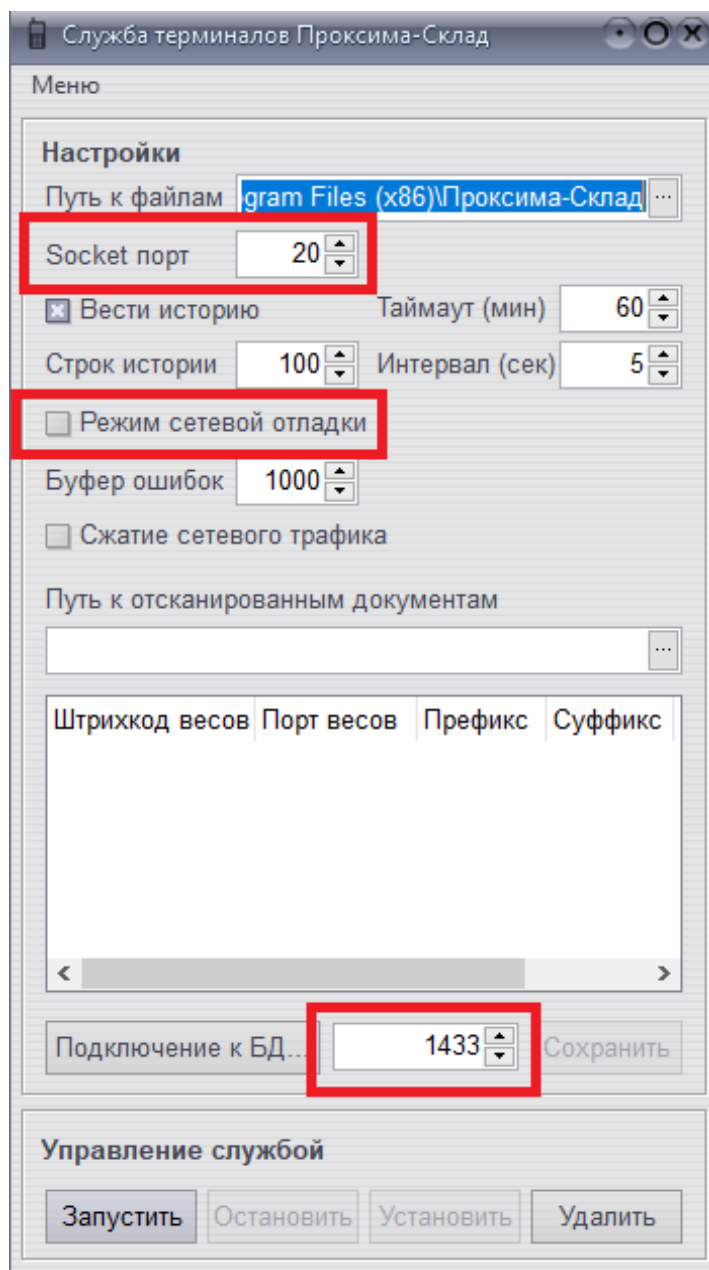 Служба терминалов Проксима-Склад
Меню
Настройки
Путь к файлам gram Files (x86)\Проксима-Склад ...
Socket порт 20
Вести историю Таймаут (мин) 60
Строк истории 100 Интервал (сек) 5
Режим сетевой отладки
Буфер ошибок 1000
Сжатие сетевого трафика
Путь к отсканированным документам
...
Штрихкод весов Порт весов Префикс Суффикс
Подключение к БД... 1433 Сохранить
Управление службой
Запустить Остановить Установить Удалить